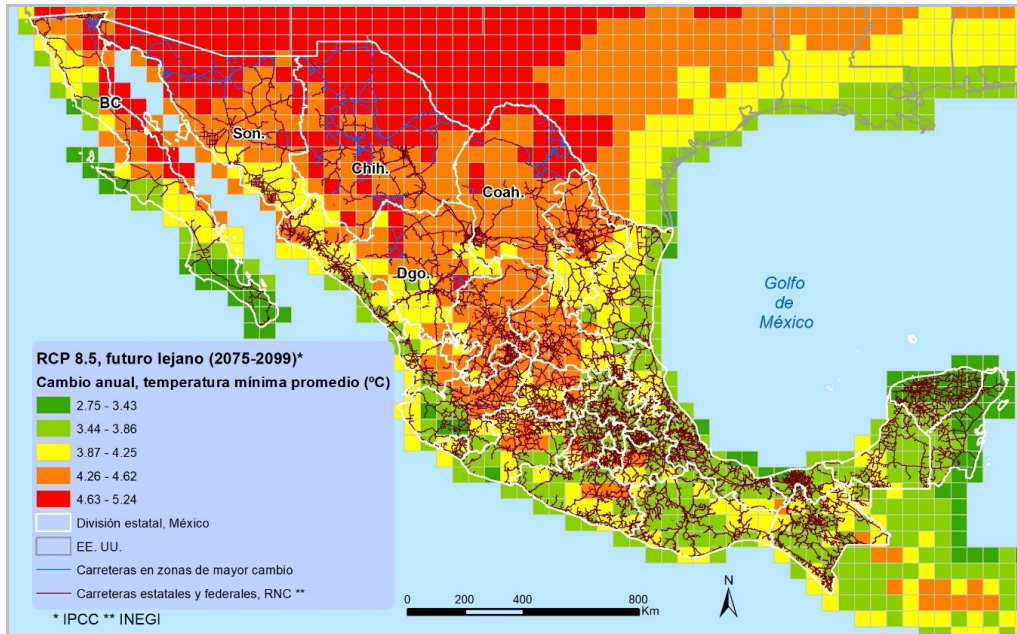 BC
Son.
Chih.
Coah.
Dgo.
Golfo
de
México
RCP 8.5, futuro lejano (2075-2099)*
Cambio anual, temperatura mínima promedio (ºC)
2.75 - 3.43
3.44 - 3.86
3.87 - 4.25
4.26 - 4.62
4.63 - 5.24
División estatal, México
EE. UU.
Carreteras en zonas de mayor cambio
Carreteras estatales y federales, RNC **
* IPCC ** INEGI
0 200 400 600 800
Km
N